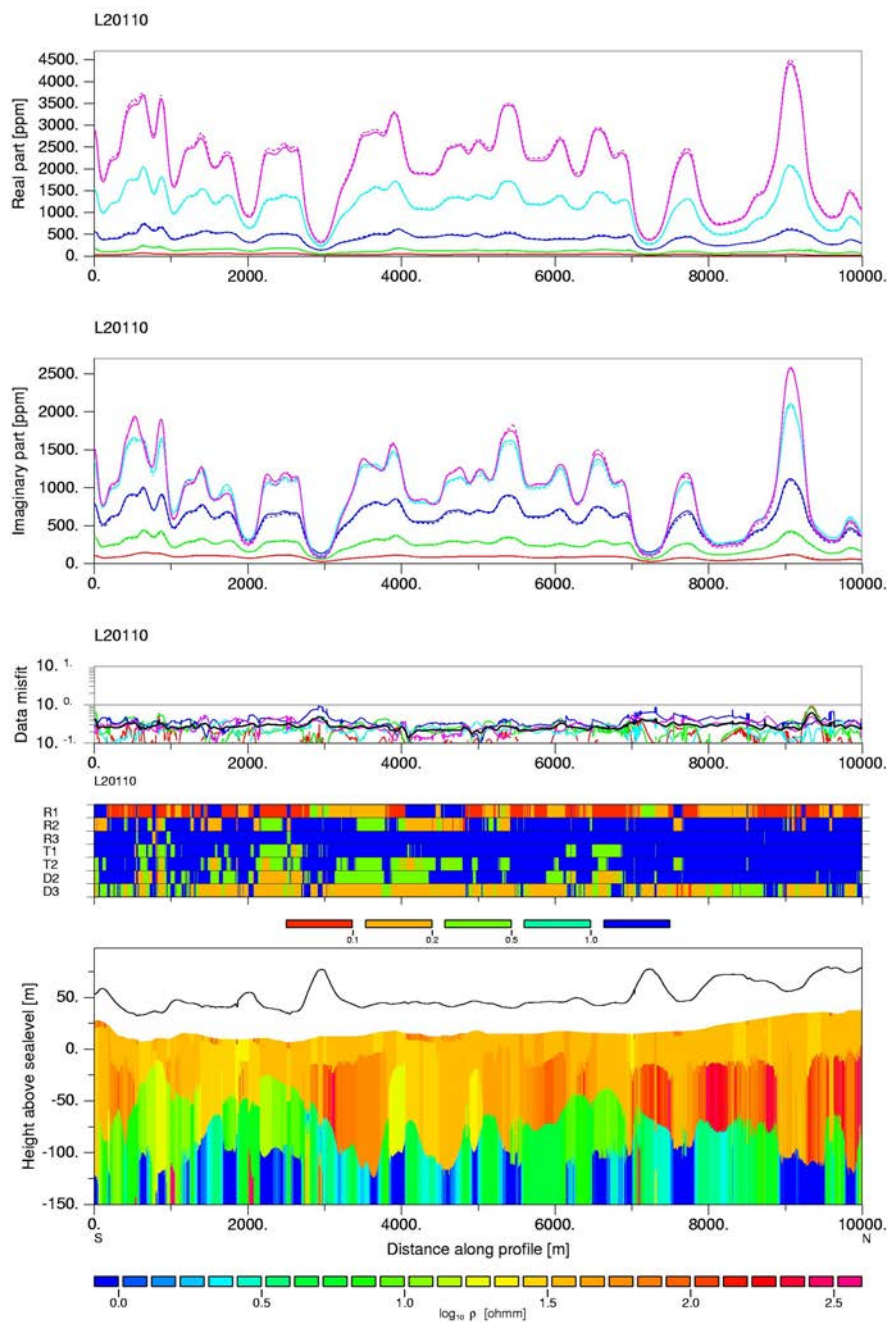 L20110
Real part [ppm]
4500.
4000.
3500.
3000.
2500.
2000.
1500.
1000.
500.
0.
0. 2000. 4000. 6000. 8000. 10000.
L20110
Imaginary part [ppm]
2500.
2000.
1500.
1000.
500.
0.
0. 2000. 4000. 6000. 8000. 10000.
L20110
Data misfit
10. 1.
10. 0.
10. -1.
0. 2000. 4000. 6000. 8000. 10000.
L20110
R1
R2
R3
T1
T2
D2
D3
0.1 0.2 0.5 1.0
Height above sealevel [m]
50.
0.
-50.
-100.
-150.
0. 2000. 4000. 6000. 8000. 10000.
S N
Distance along profile [m]
0.0 0.5 1.0 1.5 2.0 2.5
log₁₀ ρ [ohmm]